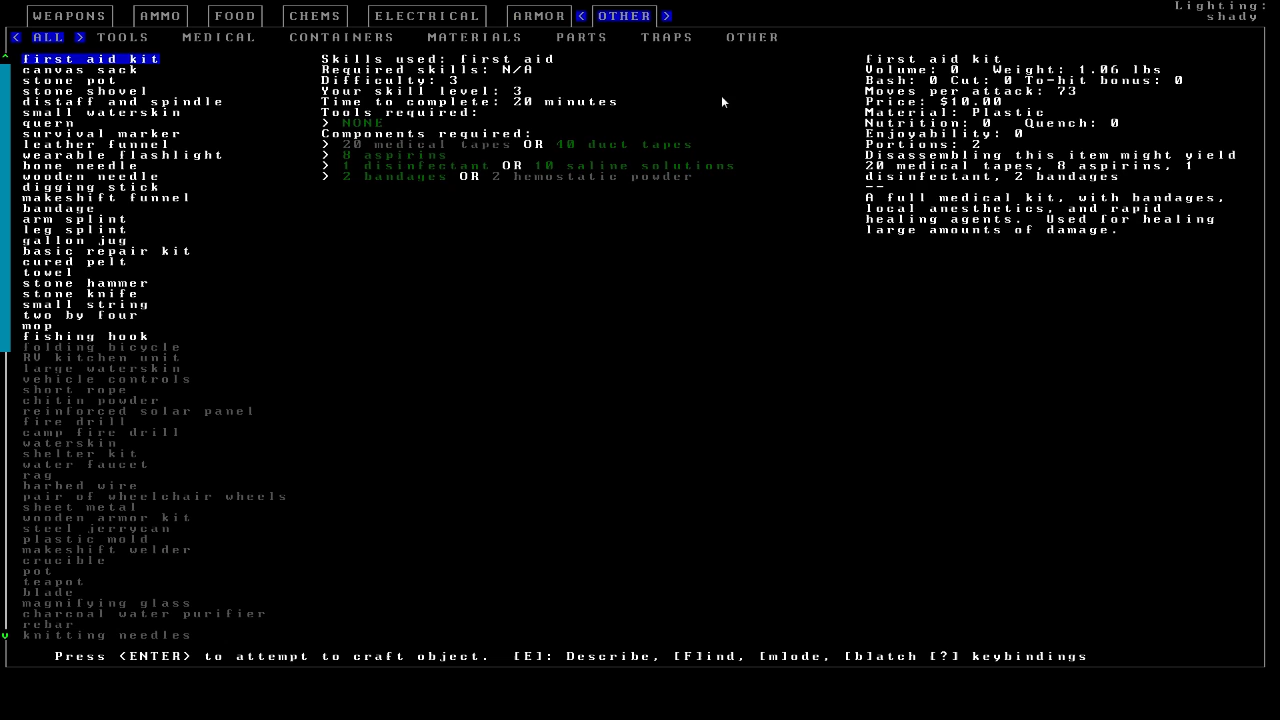 WEAPONS AMMO FOOD CHEMS ELECTRICAL ARMOR < OTHER > Lighting:
shady
< ALL > TOOLS MEDICAL CONTAINERS MATERIALS PARTS TRAPS OTHER
^
first aid kit
canvas sack
stone pot
stone shovel
distaff and spindle
small waterskin
quern
survival marker
leather funnel
wearable flashlight
bone needle
wooden needle
digging stick
makeshift funnel
bandage
arm splint
leg splint
gallon jug
basic repair kit
cured pelt
towel
stone hammer
stone knife
small string
two by four
mop
fishing hook
folding bicycle
RV kitchen unit
large waterskin
vehicle controls
short rope
chitin powder
reinforced solar panel
fire drill
camp fire drill
waterskin
shelter kit
water faucet
rag
barbed wire
pair of wheelchair wheels
sheet metal
wooden armor kit
steel jerrycan
plastic mold
makeshift welder
crucible
pot
teapot
blade
magnifying glass
charcoal water purifier
rebar
v knitting needles
Skills used: first aid
Required skills: N/A
Difficulty: 3
Your skill level: 3
Time to complete: 20 minutes
Tools required:
> NONE
Components required:
> 20 medical tapes OR 40 duct tapes
> 8 aspirins
> 1 disinfectant OR 10 saline solutions
> 2 bandages OR 2 hemostatic powder
first aid kit
Volume: 0 Weight: 1.06 lbs
Bash: 0 Cut: 0 To-hit bonus: 0
Moves per attack: 73
Price: $10.00
Material: Plastic
Nutrition: 0 Quench: 0
Enjoyability: 0
Portions: 2
Disassembling this item might yield
20 medical tapes, 8 aspirins, 1
disinfectant, 2 bandages
--
A full medical kit, with bandages,
local anesthetics, and rapid
healing agents. Used for healing
large amounts of damage.
Press <ENTER> to attempt to craft object. [E]: Describe, [F]ind, [m]ode, [b]atch [?] keybindings